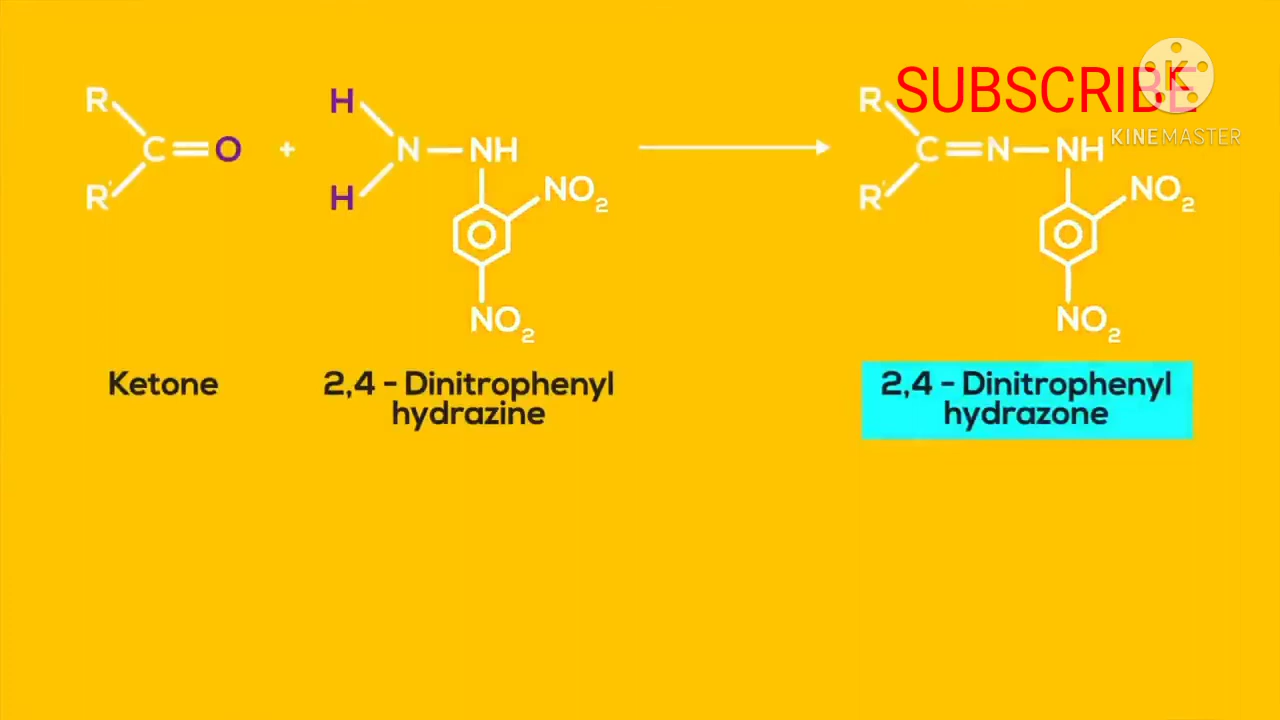 SUBSCRIBE
K
KINEMASTER
R
C=O
R'
+
H
N—NH
H
NO2
NO2
R
C=N—NH
R'
NO2
NO2
Ketone
2,4 - Dinitrophenyl
hydrazine
2,4 - Dinitrophenyl
hydrazone